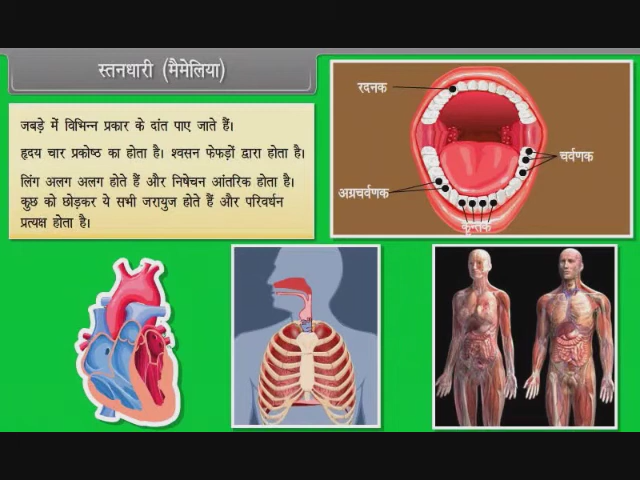 स्तनधारी (मैमेलिया)
जबड़े में विभिन्न प्रकार के दांत पाए जाते हैं।
हृदय चार प्रकोष्ठ का होता है। श्वसन फेफड़ों द्वारा होता है।
लिंग अलग अलग होते हैं और निषेचन आंतरिक होता है।
कुछ को छोड़कर ये सभी जरायुज होते हैं और परिवर्धन
प्रत्यक्ष होता है।
रदनक
चर्वणक
अग्रचर्वणक
कृन्तक